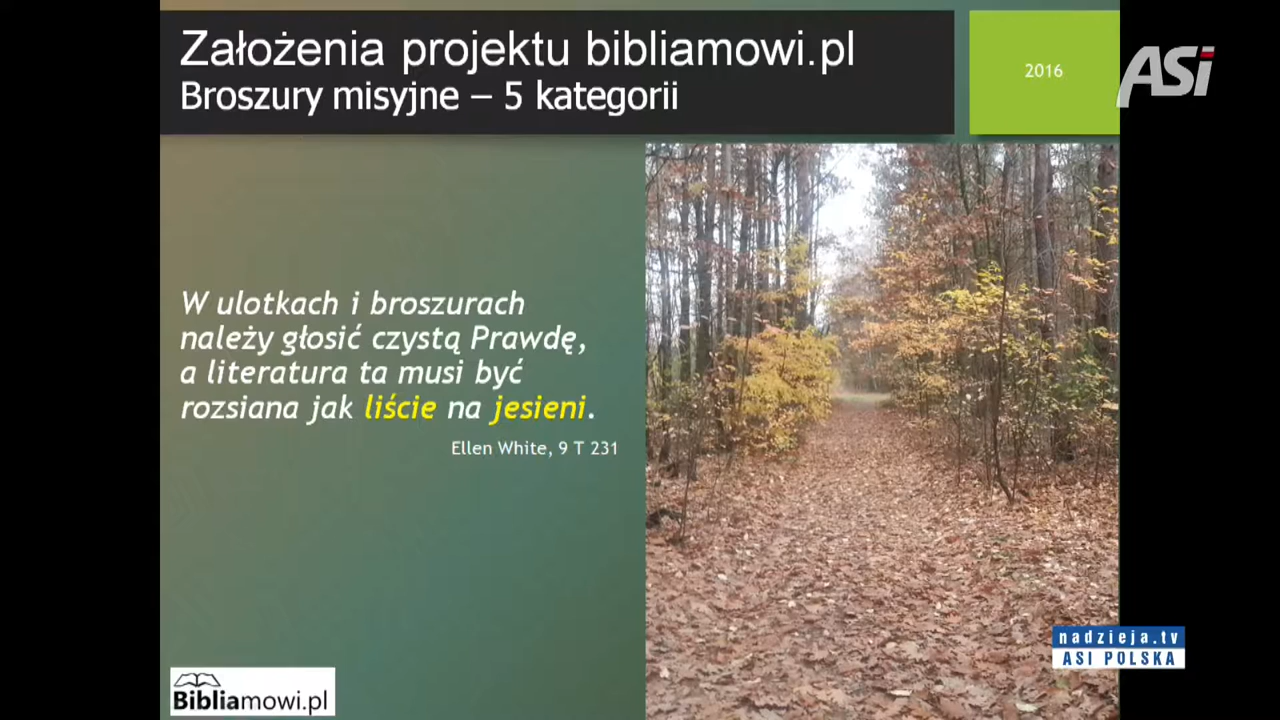 Założenia projektu bibliamowi.pl
Broszury misyjne – 5 kategorii
2016
ASi
W ulotkach i broszurach
należy głosić czystą Prawdę,
a literatura ta musi być
rozsiana jak liście na jesieni.
Ellen White, 9 T 231
nadzieja.tv
ASI POLSKA
Bibliamowi.pl